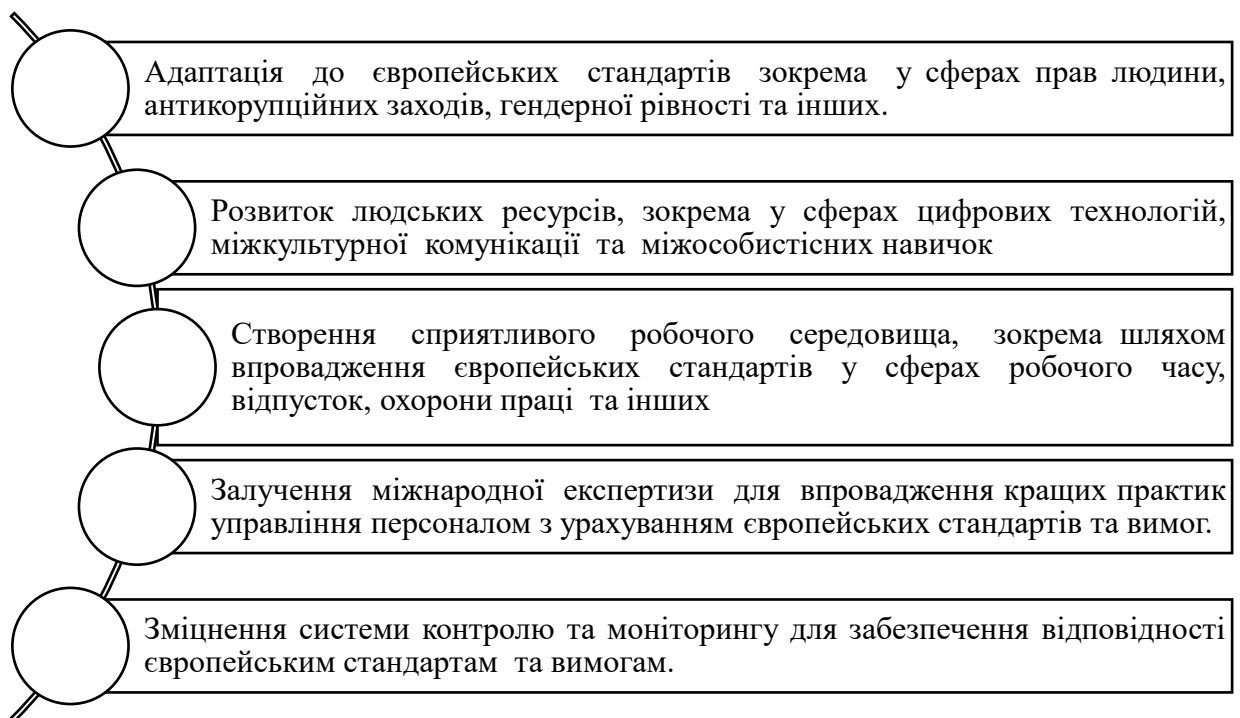 Адаптація до європейських стандартів зокрема у сферах прав людини,
антикорупційних заходів, гендерної рівності та інших.
Розвиток людських ресурсів, зокрема у сферах цифрових технологій,
міжкультурної комунікації та міжособистісних навичок
Створення сприятливого робочого середовища, зокрема шляхом
впровадження європейських стандартів у сферах робочого часу,
відпусток, охорони праці та інших
Залучення міжнародної експертизи для впровадження кращих практик
управління персоналом з урахуванням європейських стандартів та вимог.
Зміцнення системи контролю та моніторингу для забезпечення відповідності
європейським стандартам та вимогам.